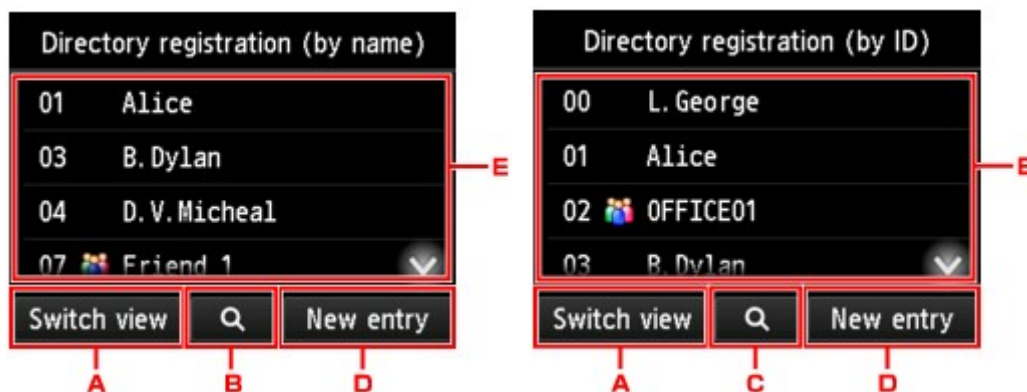 Directory registration (by name)
01 Alice
03 B.Dylan
04 D.V.Micheal
07 Friend 1
E
Switch view
New entry
A
B
D
Directory registration (by ID)
00 L.George
01 Alice
02 OFFICE01
03 B.Dylan
E
Switch view
New entry
A
C
D